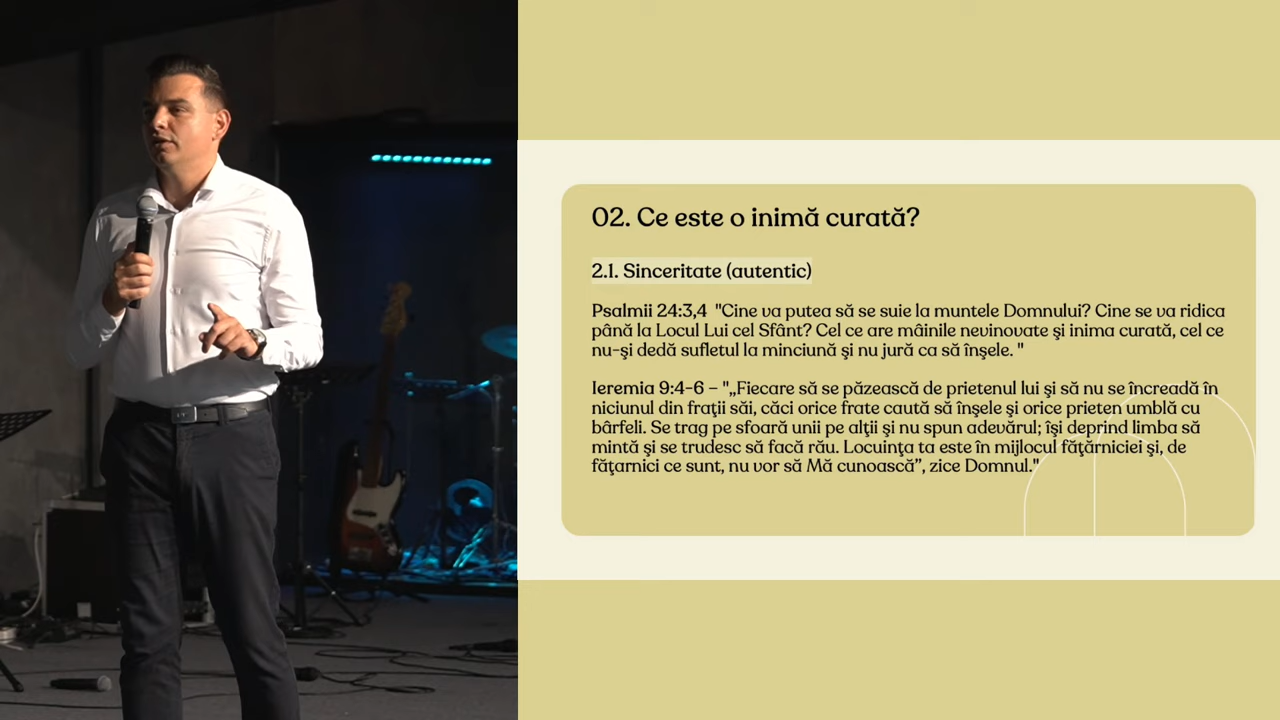 02. Ce este o inimă curată?
2.1. Sinceritate (autentic)
Psalmii 24:3,4 "Cine va putea să se suie la muntele Domnului? Cine se va ridica
până la Locul Lui cel Sfânt? Cel ce are mâinile nevinovate şi inima curată, cel ce
nu-şi dedă sufletul la minciună şi nu jură ca să înşele. "
Ieremia 9:4-6 – "„Fiecare să se păzească de prietenul lui şi să nu se încreadă în
niciunul din fraţii săi, căci orice frate caută să înşele şi orice prieten umblă cu
bârfeli. Se trag pe sfoară unii pe alţii şi nu spun adevărul; îşi deprind limba să
mintă şi se trudesc să facă rău. Locuinţa ta este în mijlocul făţărniciei şi, de
făţarnici ce sunt, nu vor să Mă cunoască”, zice Domnul."